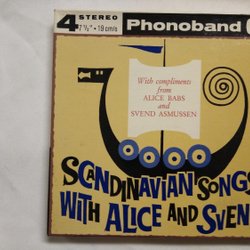 4 STEREO Phonoband
7 ½" • 19 cm/s
With compliments
from
ALICE BABS
and
SVEND ASMUSSEN
SCANDINAVIAN SONGS
WITH ALICE AND SVEND